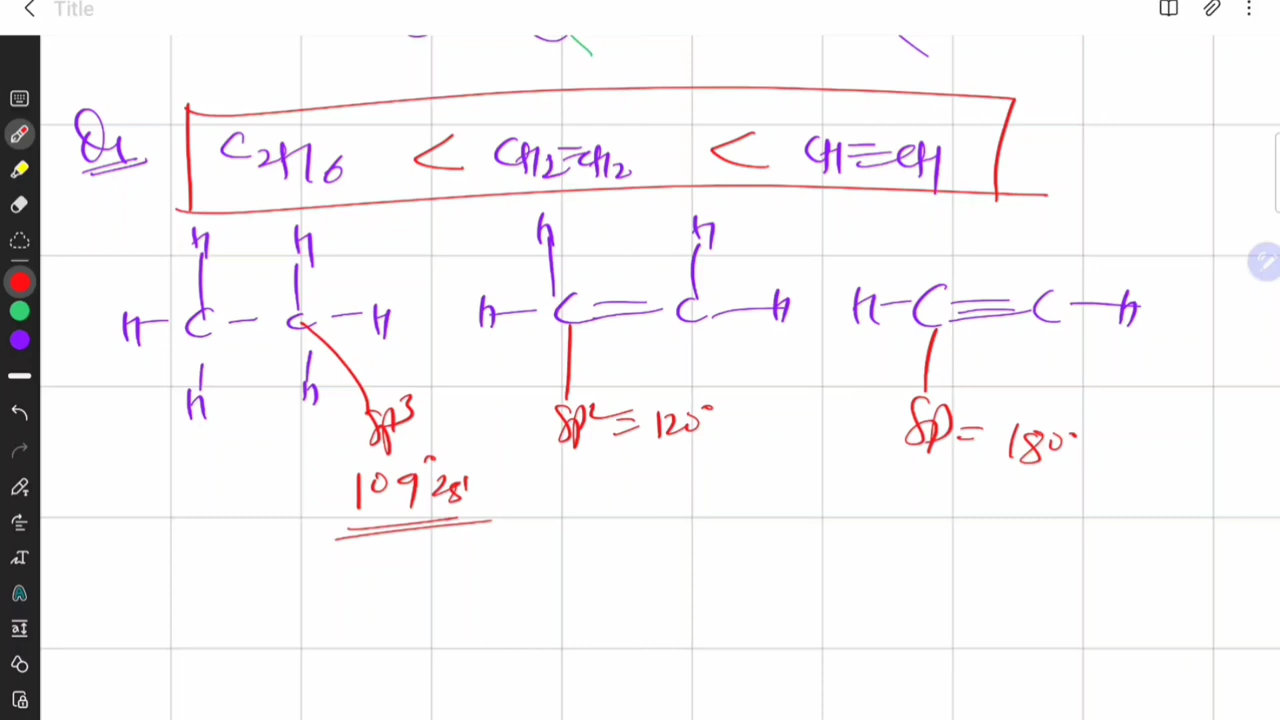 Title
Q1 C2H6 < CH2=CH2 < CH≡CH
H H H H
H-C-C-H H-C=C-H H-C≡C-H
H H
sp3 sp2 = 120° sp = 180°
109°28'